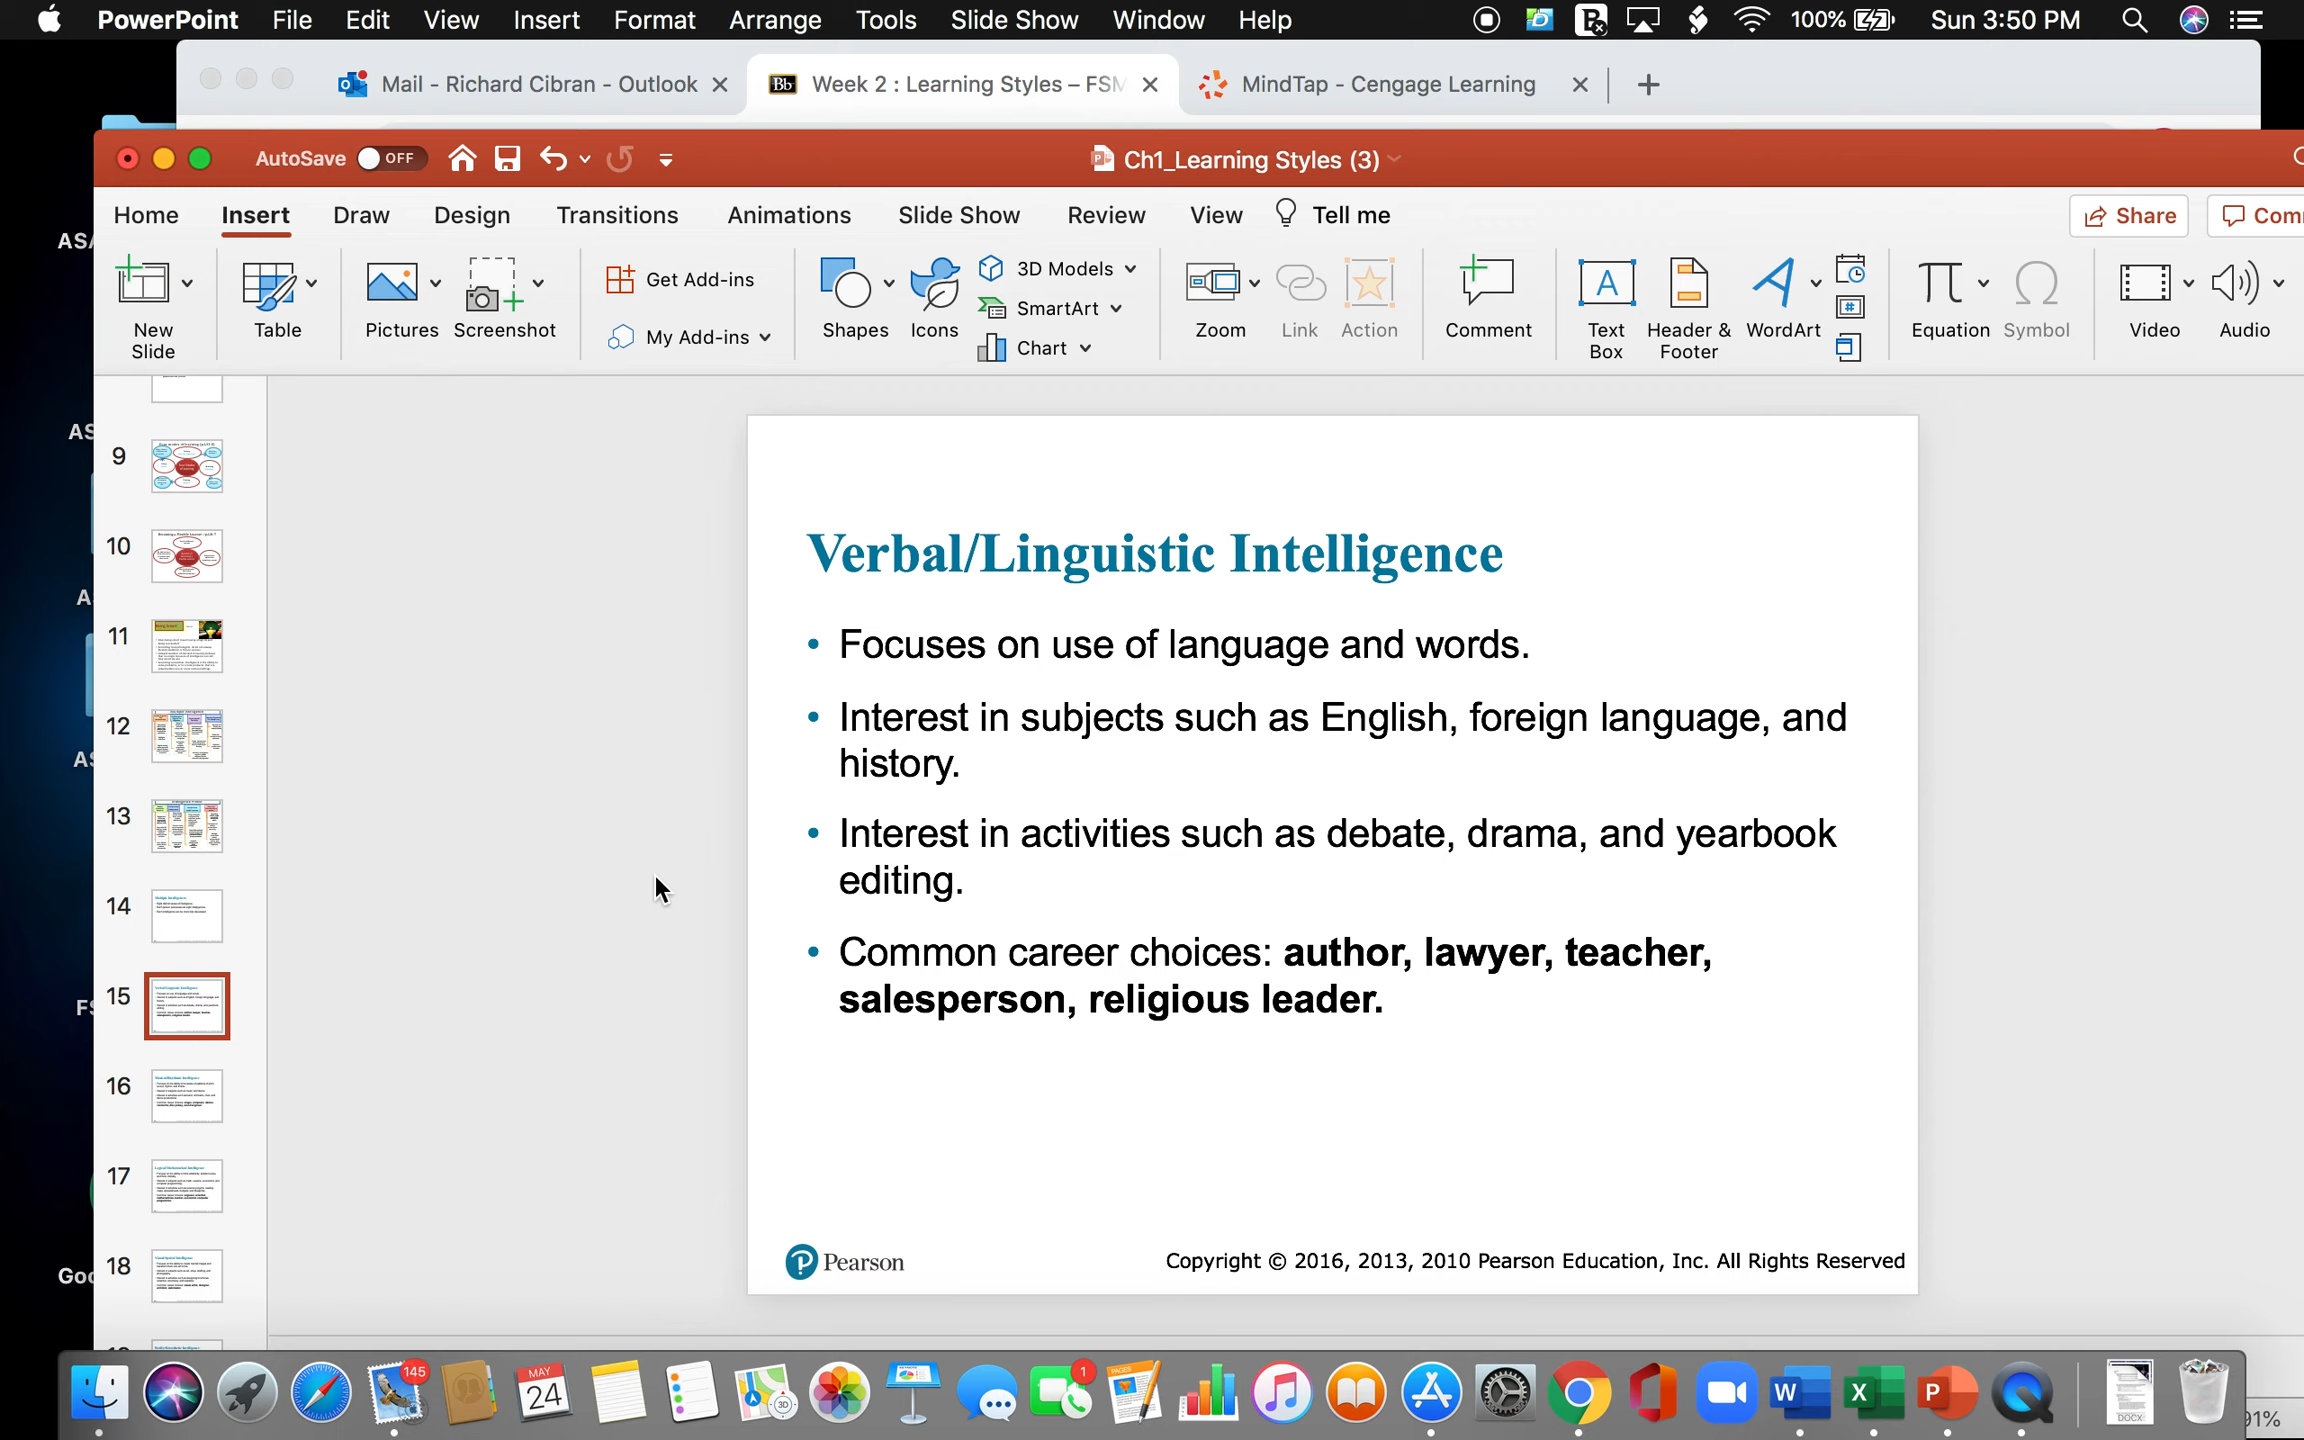 PowerPoint File Edit View Insert Format Arrange Tools Slide Show Window Help 100% Sun 3:50 PM
Mail - Richard Cibran - Outlook Bb Week 2 : Learning Styles – FSM MindTap - Cengage Learning
AutoSave OFF Ch1_Learning Styles (3)
Home Insert Draw Design Transitions Animations Slide Show Review View Tell me Share
New Slide
Table
Pictures
Screenshot
Get Add-ins
My Add-ins
Shapes
Icons
3D Models
SmartArt
Chart
Zoom
Link
Action
Comment
Text Box
Header & Footer
WordArt
Equation
Symbol
Video
Audio
9
10
11
12
13
14
15
16
17
18
Verbal/Linguistic Intelligence
• Focuses on use of language and words.
• Interest in subjects such as English, foreign language, and
history.
• Interest in activities such as debate, drama, and yearbook
editing.
• Common career choices: author, lawyer, teacher,
salesperson, religious leader.
Pearson
Copyright © 2016, 2013, 2010 Pearson Education, Inc. All Rights Reserved
145
MAY
24
3D
1
PAGES
W
X
P
DOCX
91%